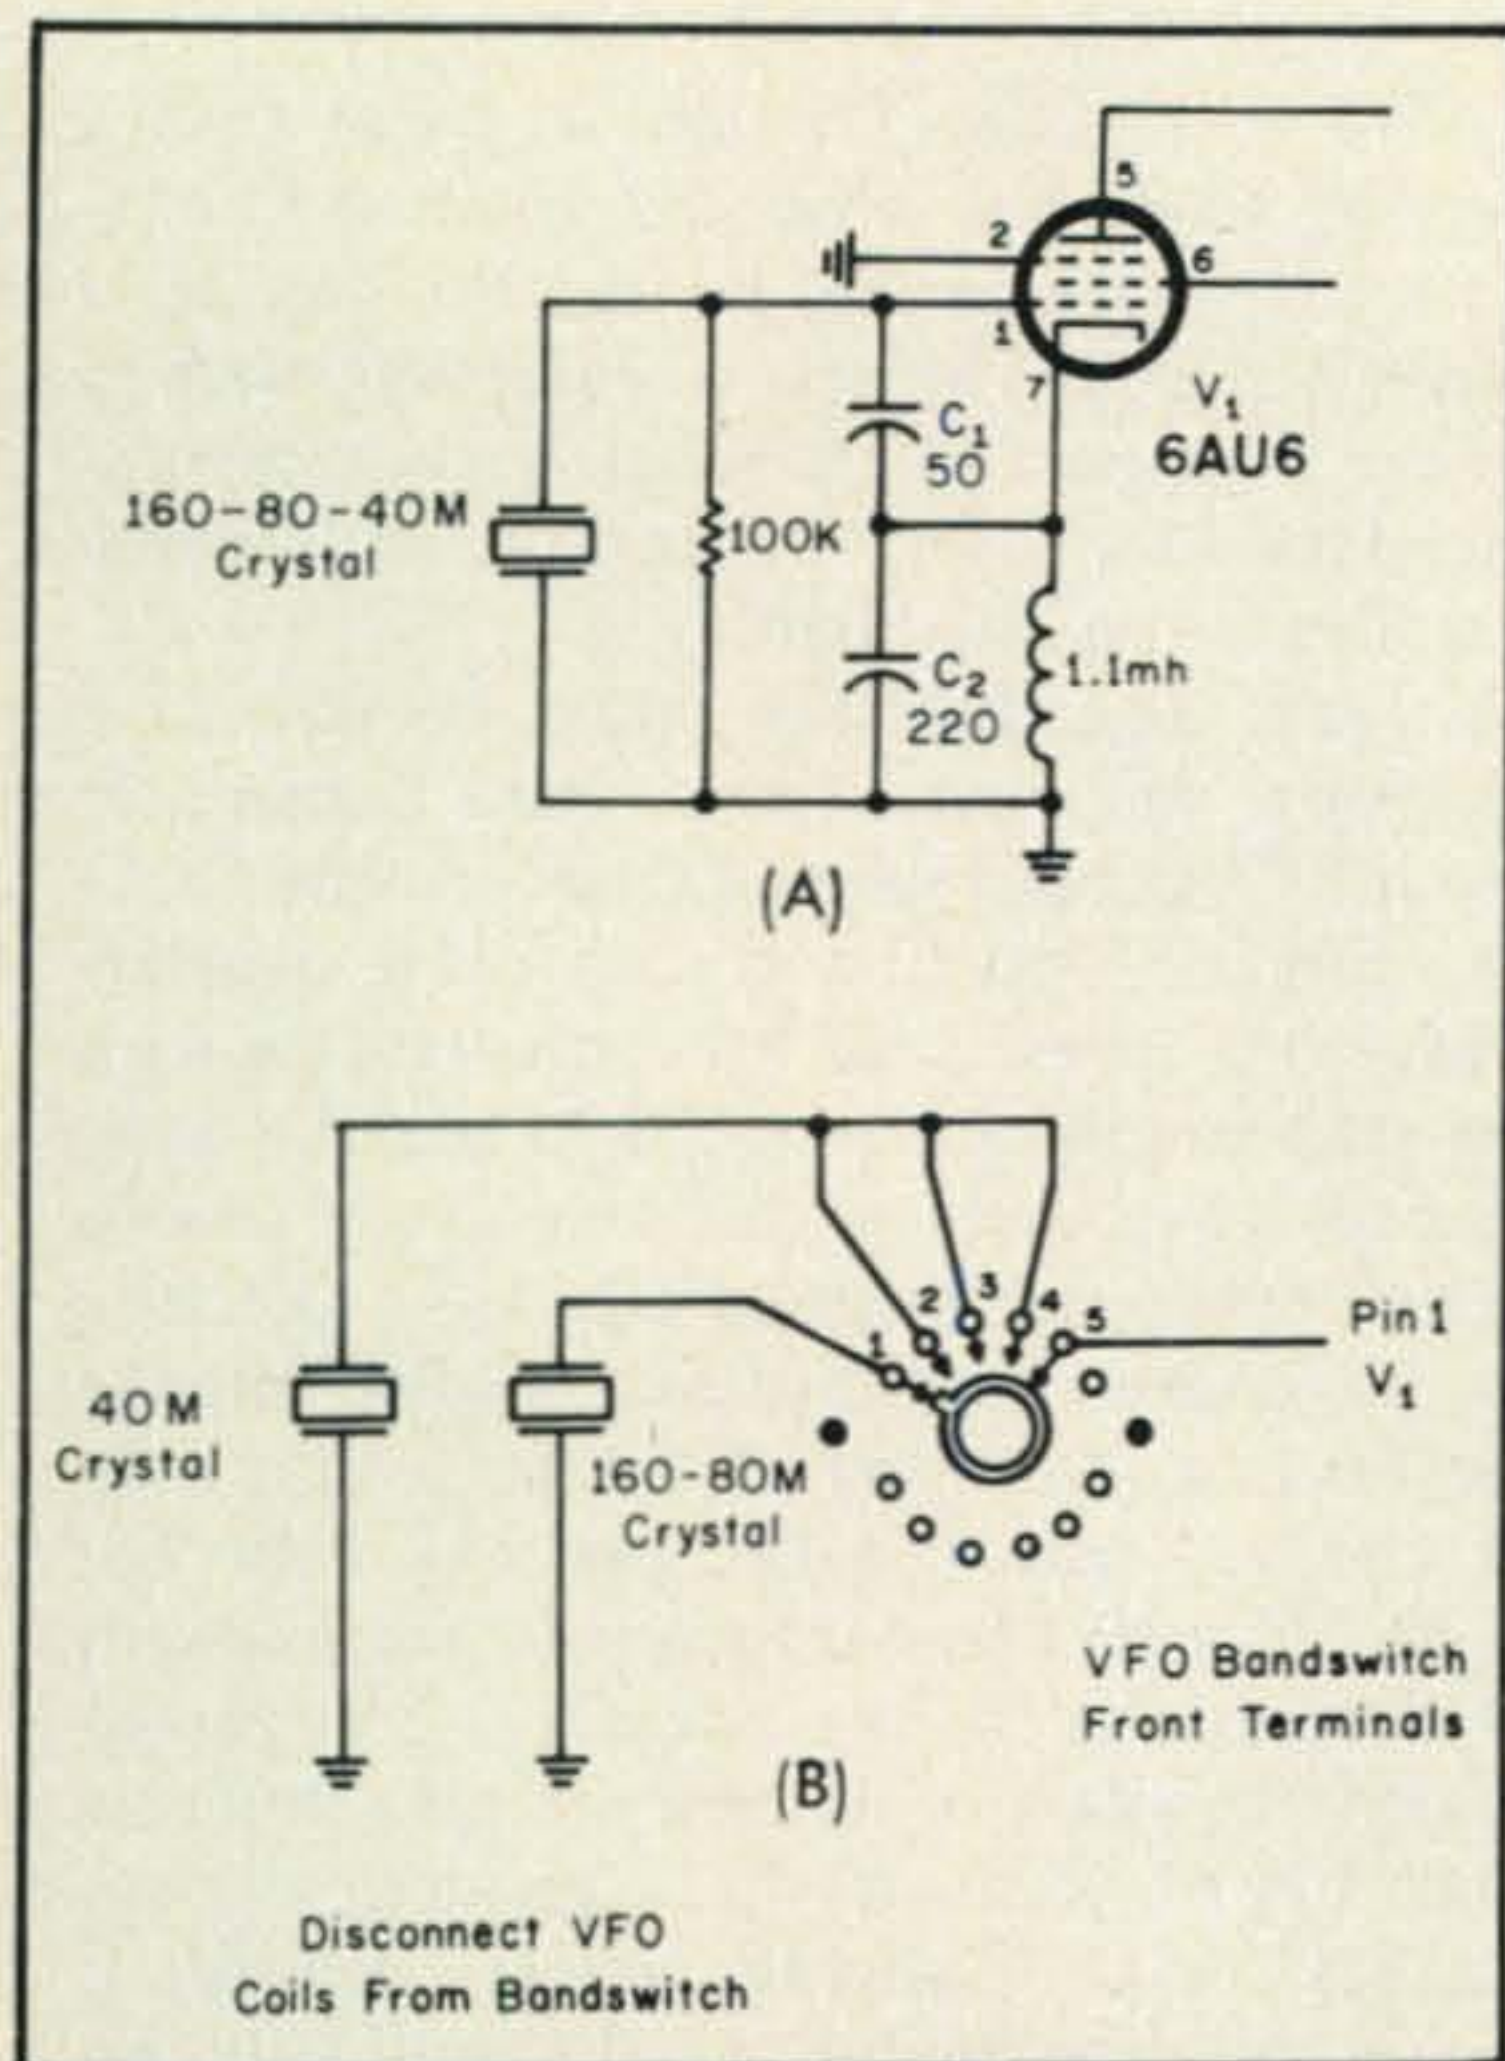 5
2
6
1
7
V₁
6AU6
C₁
50
160-80-40M
Crystal
100K
C₂
220
1.1mh
(A)
1
2
3
4
5
Pin 1
V₁
40M
Crystal
160-80M
Crystal
VFO Bandswitch
Front Terminals
(B)
Disconnect VFO
Coils From Bandswitch